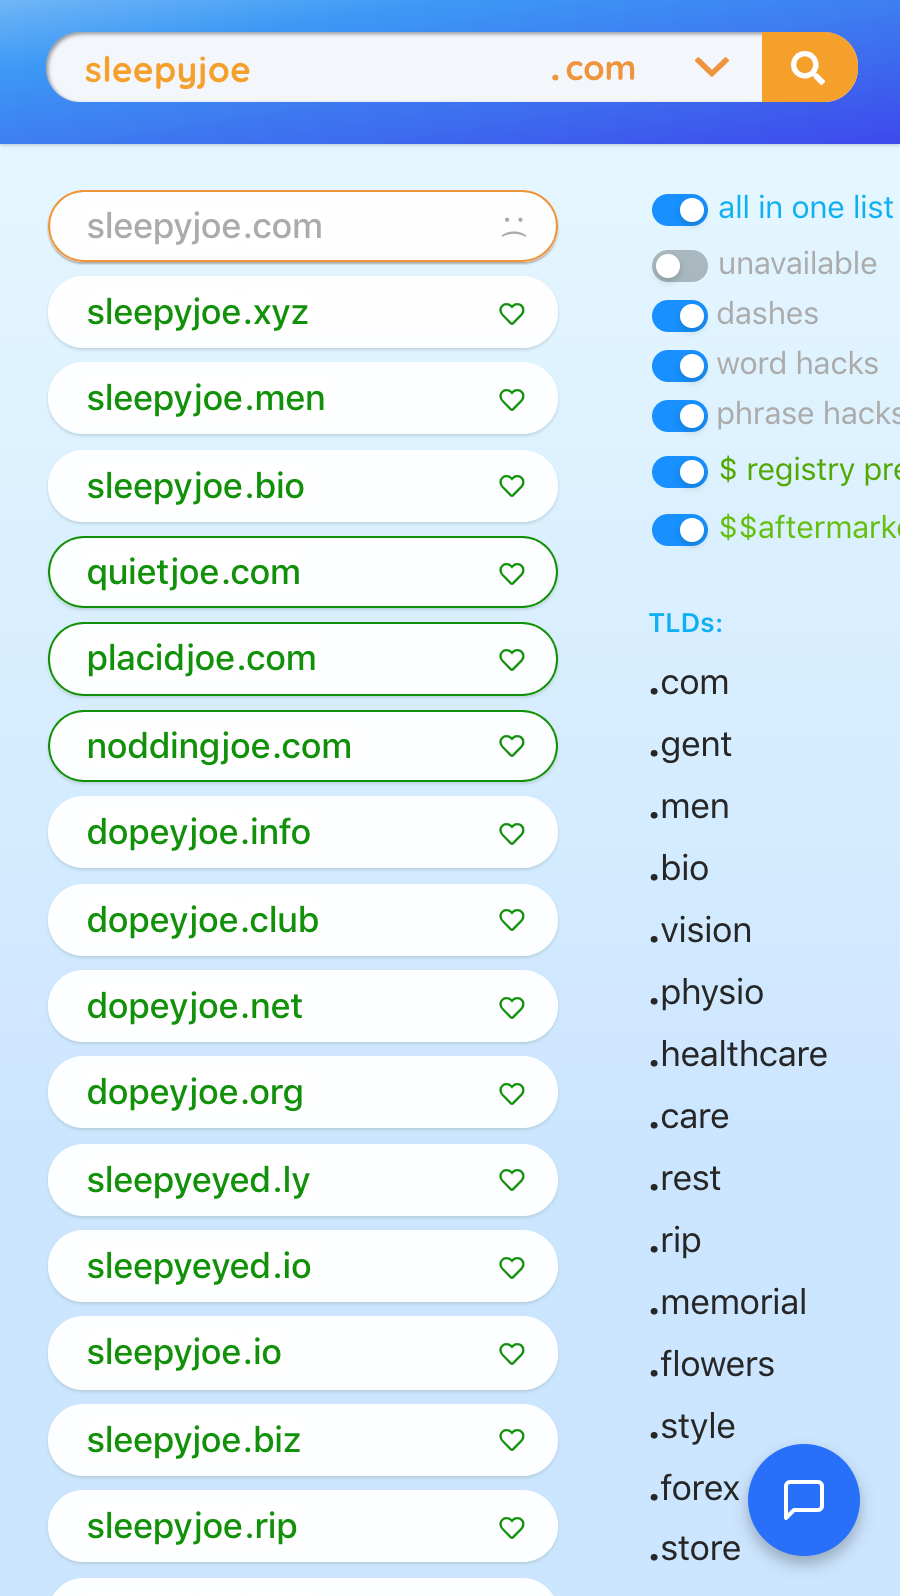 sleepyjoe .com
sleepyjoe.com
sleepyjoe.xyz
sleepyjoe.men
sleepyjoe.bio
quietjoe.com
placidjoe.com
noddingjoe.com
dopeyjoe.info
dopeyjoe.club
dopeyjoe.net
dopeyjoe.org
sleepyeyed.ly
sleepyeyed.io
sleepyjoe.io
sleepyjoe.biz
sleepyjoe.rip
all in one list
unavailable
dashes
word hacks
phrase hacks
$ registry pre
$$aftermarke
TLDs:
.com
.gent
.men
.bio
.vision
.physio
.healthcare
.care
.rest
.rip
.memorial
.flowers
.style
.forex
.store